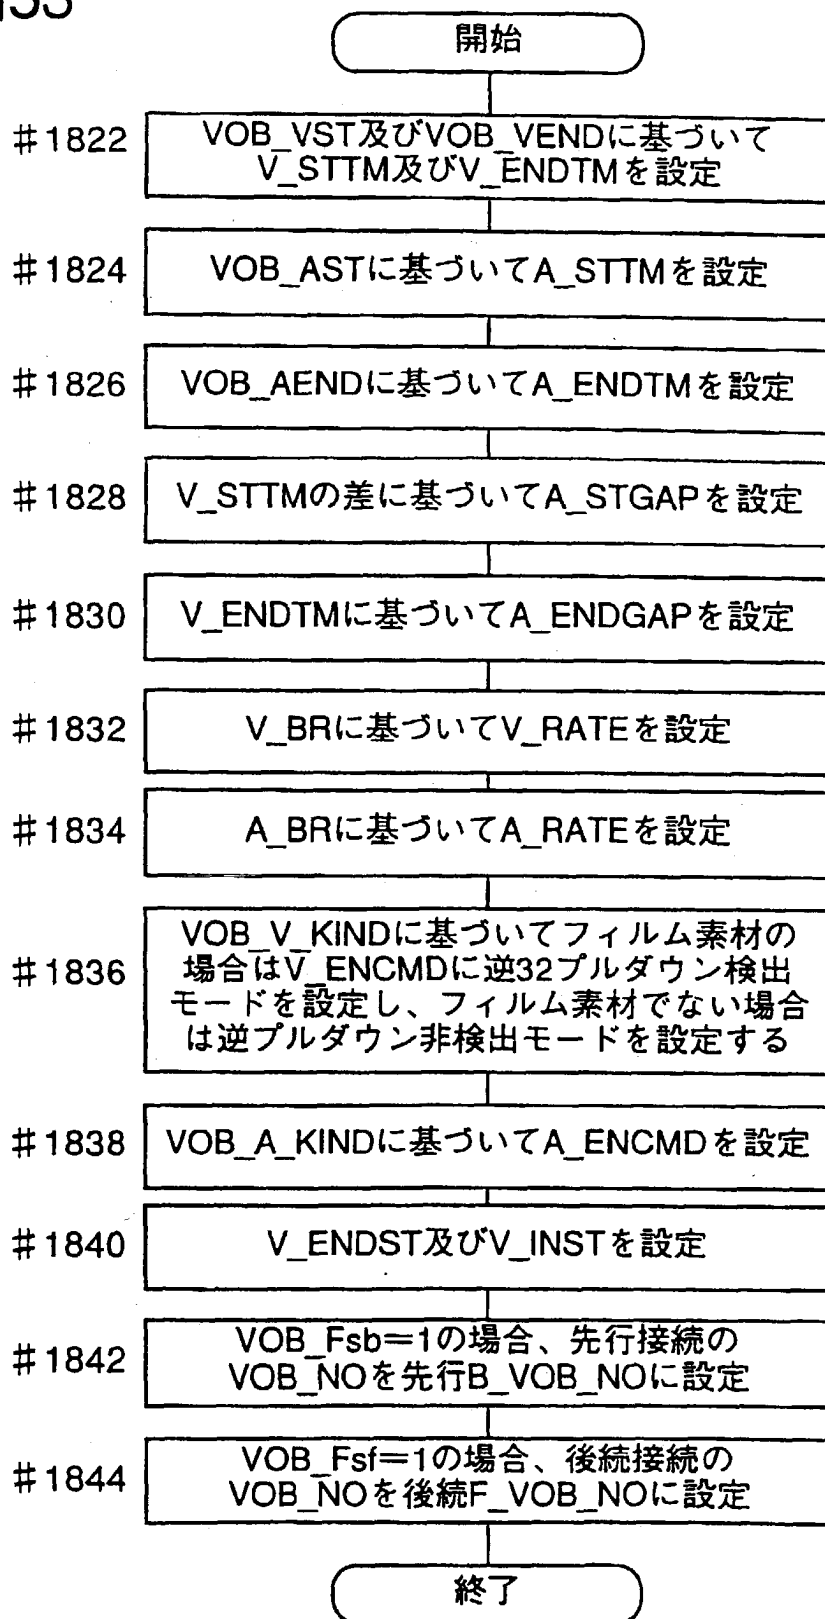 開始
#1822
VOB_VST及びVOB_VENDに基づいて
V_STTM及びV_ENDTMを設定
#1824
VOB_ASTに基づいてA_STTMを設定
#1826
VOB_AENDに基づいてA_ENDTMを設定
#1828
V_STTMの差に基づいてA_STGAPを設定
#1830
V_ENDTMに基づいてA_ENDGAPを設定
#1832
V_BRに基づいてV_RATEを設定
#1834
A_BRに基づいてA_RATEを設定
#1836
VOB_V_KINDに基づいてフィルム素材の
場合はV_ENCMDに逆32プルダウン検出
モードを設定し、フィルム素材でない場合
は逆プルダウン非検出モードを設定する
#1838
VOB_A_KINDに基づいてA_ENCMDを設定
#1840
V_ENDST及びV_INSTを設定
#1842
VOB_Fsb=1の場合、先行接続の
VOB_NOを先行B_VOB_NOに設定
#1844
VOB_Fsf=1の場合、後続接続の
VOB_NOを後続F_VOB_NOに設定
終了